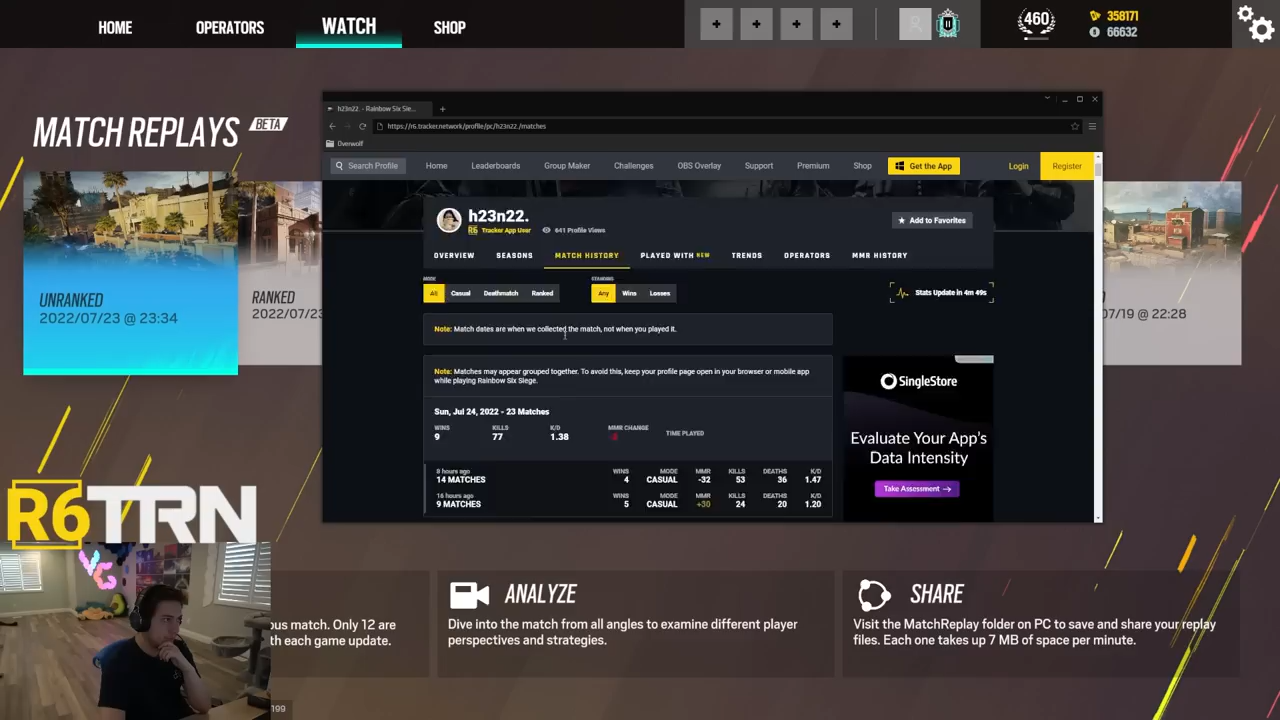 HOME OPERATORS WATCH SHOP
460
358171
66632
MATCH REPLAYS BETA
UNRANKED
2022/07/23 @ 23:34
RANKED
2022/07/23
/07/19 @ 22:28
h23n22. - Rainbow Six Sie...
https://r6.tracker.network/profile/pc/h23n22./matches
Overwolf
Search Profile Home Leaderboards Group Maker Challenges OBS Overlay Support Premium Shop Get the App Login Register
h23n22.
R6 Tracker App User 641 Profile Views
Add to Favorites
OVERVIEW SEASONS MATCH HISTORY PLAYED WITH NEW TRENDS OPERATORS MMR HISTORY
MODE
All Casual Deathmatch Ranked
STANDING
Any Wins Losses
Stats Update in 4m 49s
Note: Match dates are when we collected the match, not when you played it.
Note: Matches may appear grouped together. To avoid this, keep your profile page open in your browser or mobile app
while playing Rainbow Six Siege.
Sun, Jul 24, 2022 - 23 Matches
WINS KILLS K/D MMR CHANGE TIME PLAYED
9 77 1.38
8 hours ago WINS MODE MMR KILLS DEATHS K/D
14 MATCHES 4 CASUAL -32 53 36 1.47
16 hours ago WINS MODE MMR KILLS DEATHS K/D
9 MATCHES 5 CASUAL +30 24 20 1.20
SingleStore
Evaluate Your App's
Data Intensity
Take Assessment
R6TRN
VG
ous match. Only 12 are
th each game update.
ANALYZE
Dive into the match from all angles to examine different player
perspectives and strategies.
SHARE
Visit the MatchReplay folder on PC to save and share your replay
files. Each one takes up 7 MB of space per minute.
199